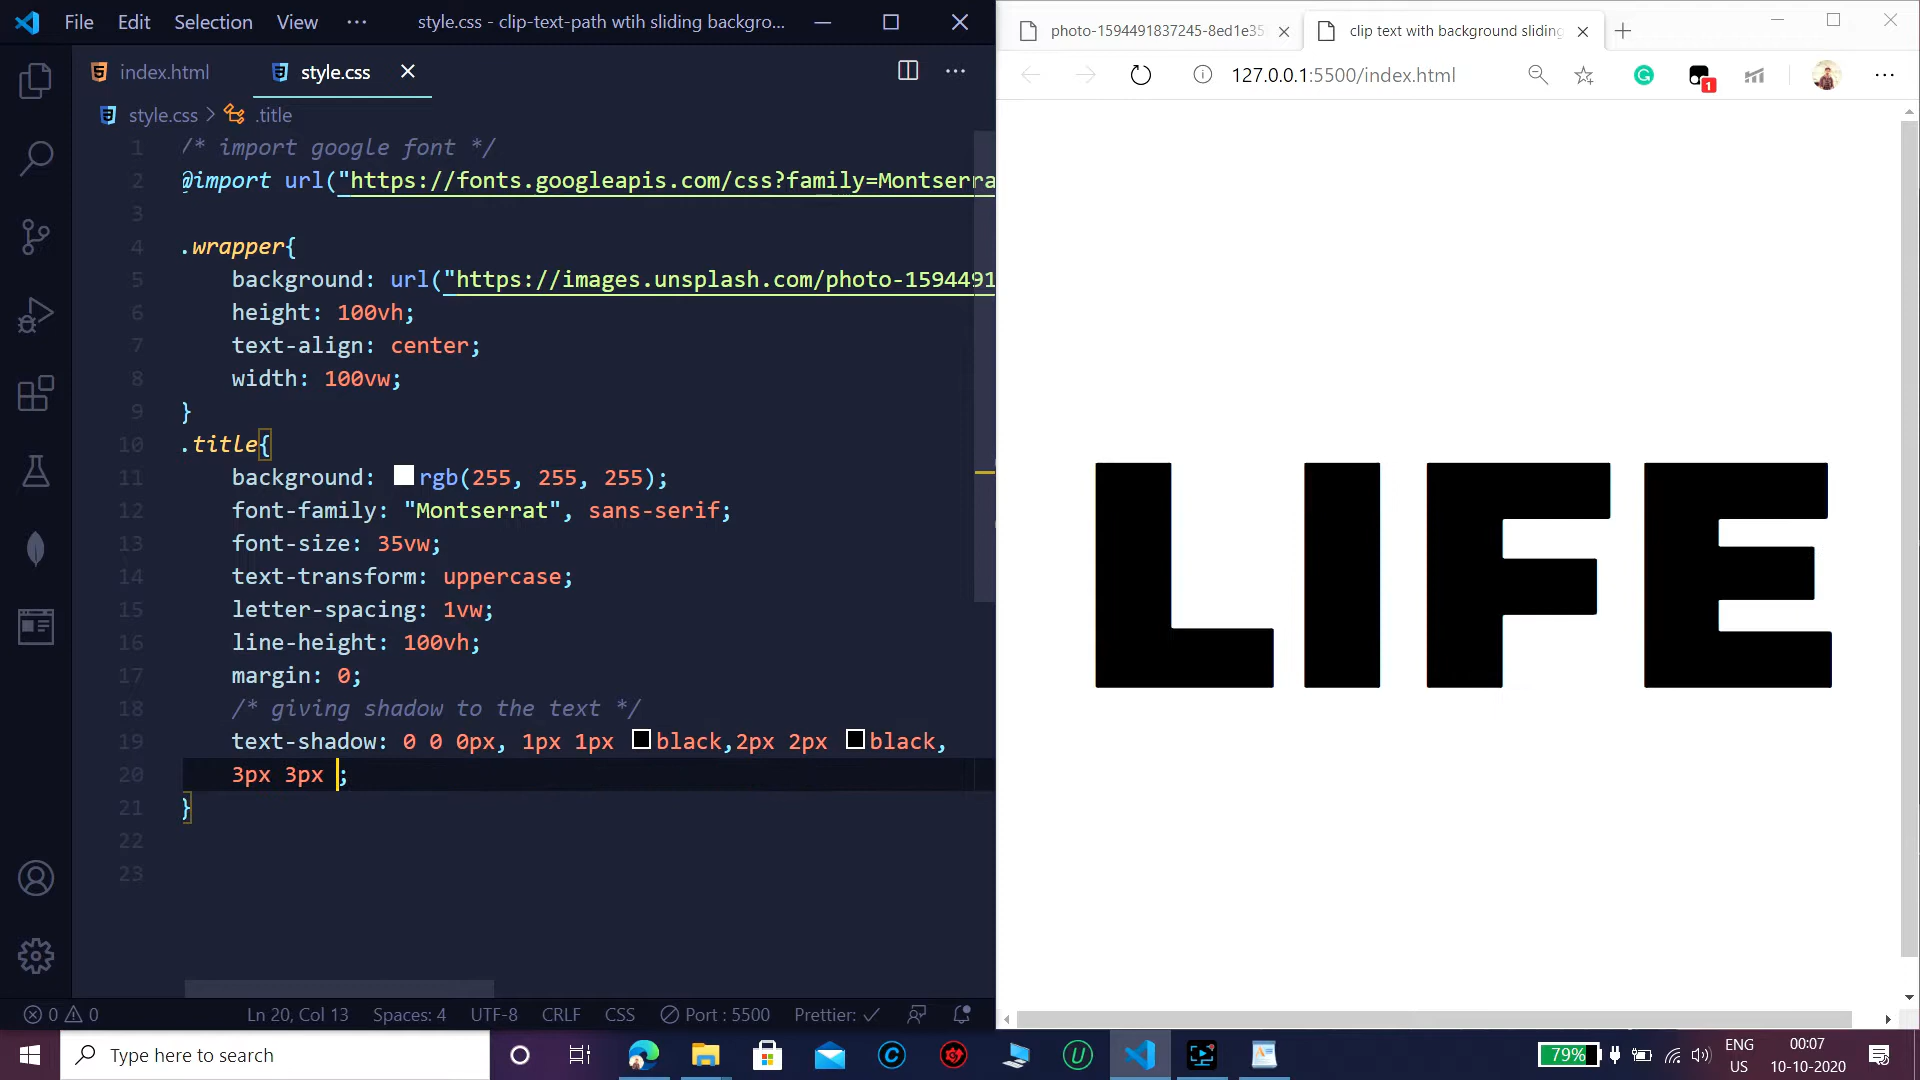 File Edit Selection View ··· style.css - clip-text-path wtih sliding backgro...
index.html style.css
style.css > .title
1 /* import google font */
2 @import url("https://fonts.googleapis.com/css?family=Montserra
3
4 .wrapper{
5 background: url("https://images.unsplash.com/photo-1594491
6 height: 100vh;
7 text-align: center;
8 width: 100vw;
9 }
10 .title{
11 background: rgb(255, 255, 255);
12 font-family: "Montserrat", sans-serif;
13 font-size: 35vw;
14 text-transform: uppercase;
15 letter-spacing: 1vw;
16 line-height: 100vh;
17 margin: 0;
18 /* giving shadow to the text */
19 text-shadow: 0 0 0px, 1px 1px black,2px 2px black,
20 3px 3px ;
21 }
22
23
0 0 Ln 20, Col 13 Spaces: 4 UTF-8 CRLF CSS Port : 5500 Prettier: ✓
photo-1594491837245-8ed1e35 clip text with background sliding
127.0.0.1:5500/index.html
1
LIFE
Type here to search
79% ENG US 00:07 10-10-2020